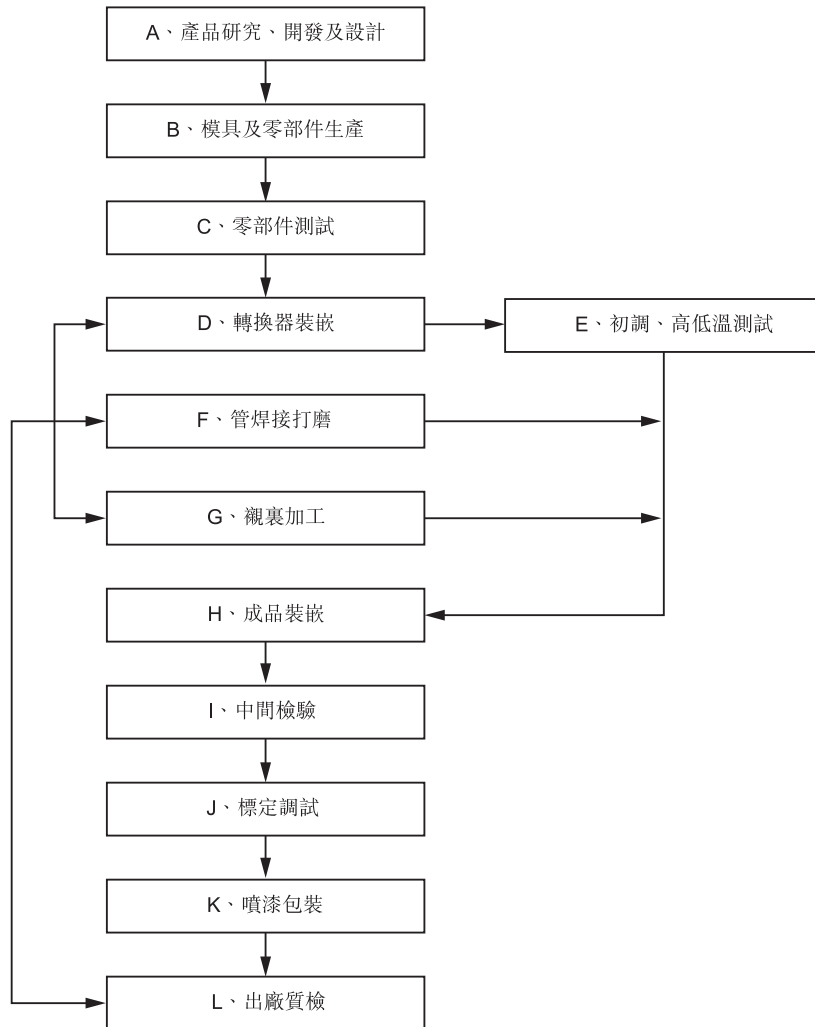 A、產品研究、開發及設計
B、模具及零部件生產
C、零部件測試
D、轉換器裝嵌
E、初調、高低溫測試
F、管焊接打磨
G、襯裏加工
H、成品裝嵌
I、中間檢驗
J、標定調試
K、噴漆包裝
L、出廠質檢